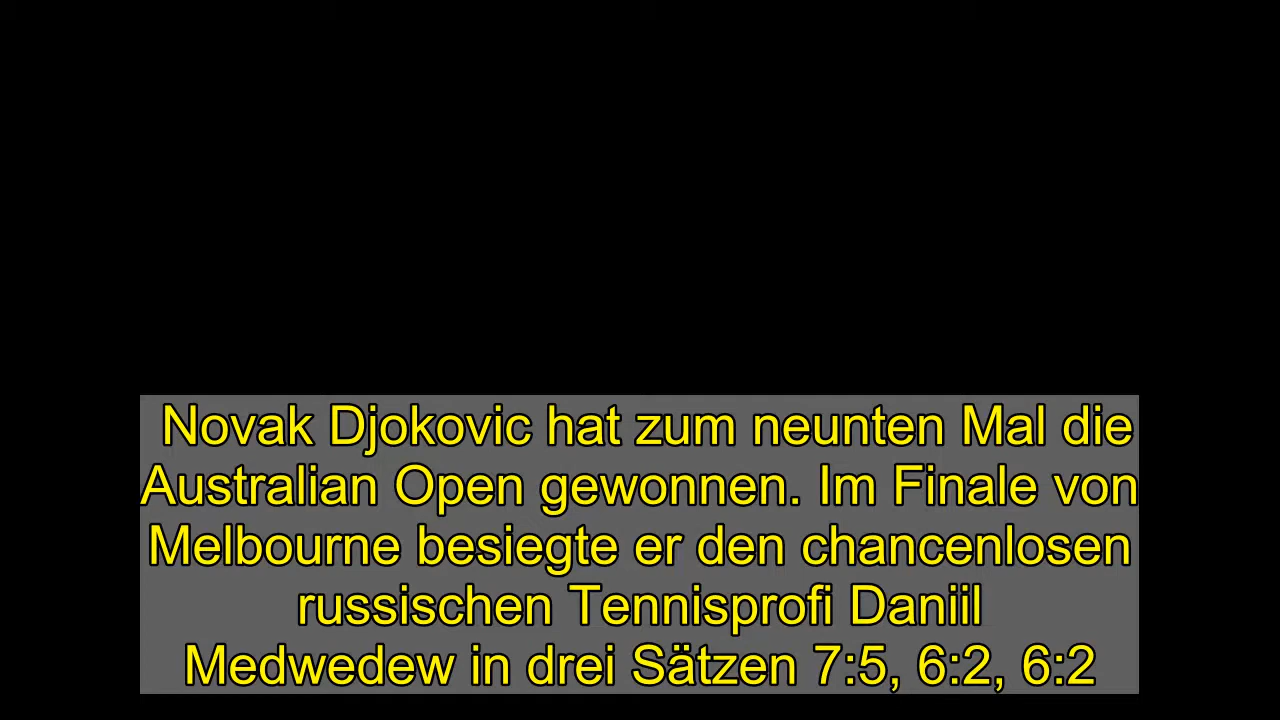 Novak Djokovic hat zum neunten Mal die
Australian Open gewonnen. Im Finale von
Melbourne besiegte er den chancenlosen
russischen Tennisprofi Daniil
Medwedew in drei Sätzen 7:5, 6:2, 6:2